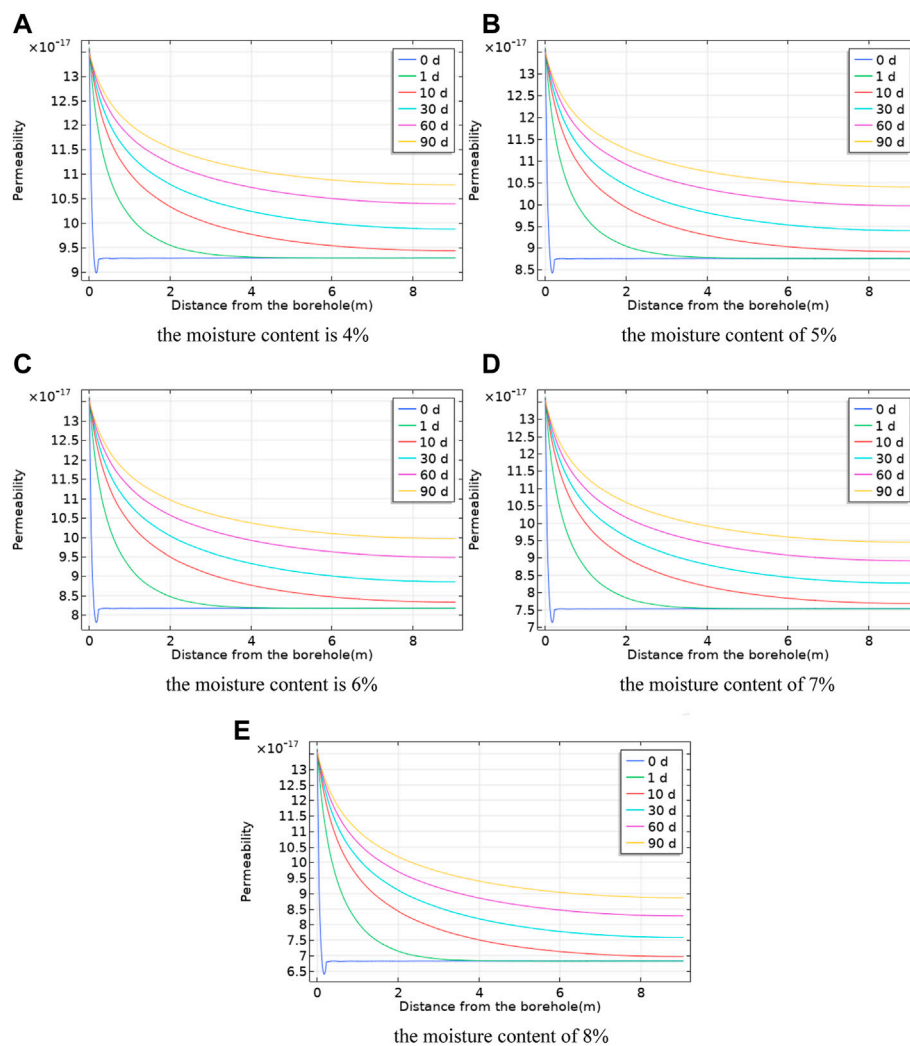 A
×10⁻¹⁷
13
12.5
12
11.5
11
10.5
10
9.5
9
Permeability
0 d
1 d
10 d
30 d
60 d
90 d
0 2 4 6 8
Distance from the borehole(m)
the moisture content is 4%
B
×10⁻¹⁷
13
12.5
12
11.5
11
10.5
10
9.5
9
8.5
Permeability
0 d
1 d
10 d
30 d
60 d
90 d
0 2 4 6 8
Distance from the borehole(m)
the moisture content of 5%
C
×10⁻¹⁷
13
12.5
12
11.5
11
10.5
10
9.5
9
8.5
8
Permeability
0 d
1 d
10 d
30 d
60 d
90 d
0 2 4 6 8
Distance from the borehole(m)
the moisture content is 6%
D
×10⁻¹⁷
13
12.5
12
11.5
11
10.5
10
9.5
9
8.5
8
7.5
7
Permeability
0 d
1 d
10 d
30 d
60 d
90 d
0 2 4 6 8
Distance from the borehole(m)
the moisture content of 7%
E
×10⁻¹⁷
13
12.5
12
11.5
11
10.5
10
9.5
9
8.5
8
7.5
7
6.5
Permeability
0 d
1 d
10 d
30 d
60 d
90 d
0 2 4 6 8
Distance from the borehole(m)
the moisture content of 8%